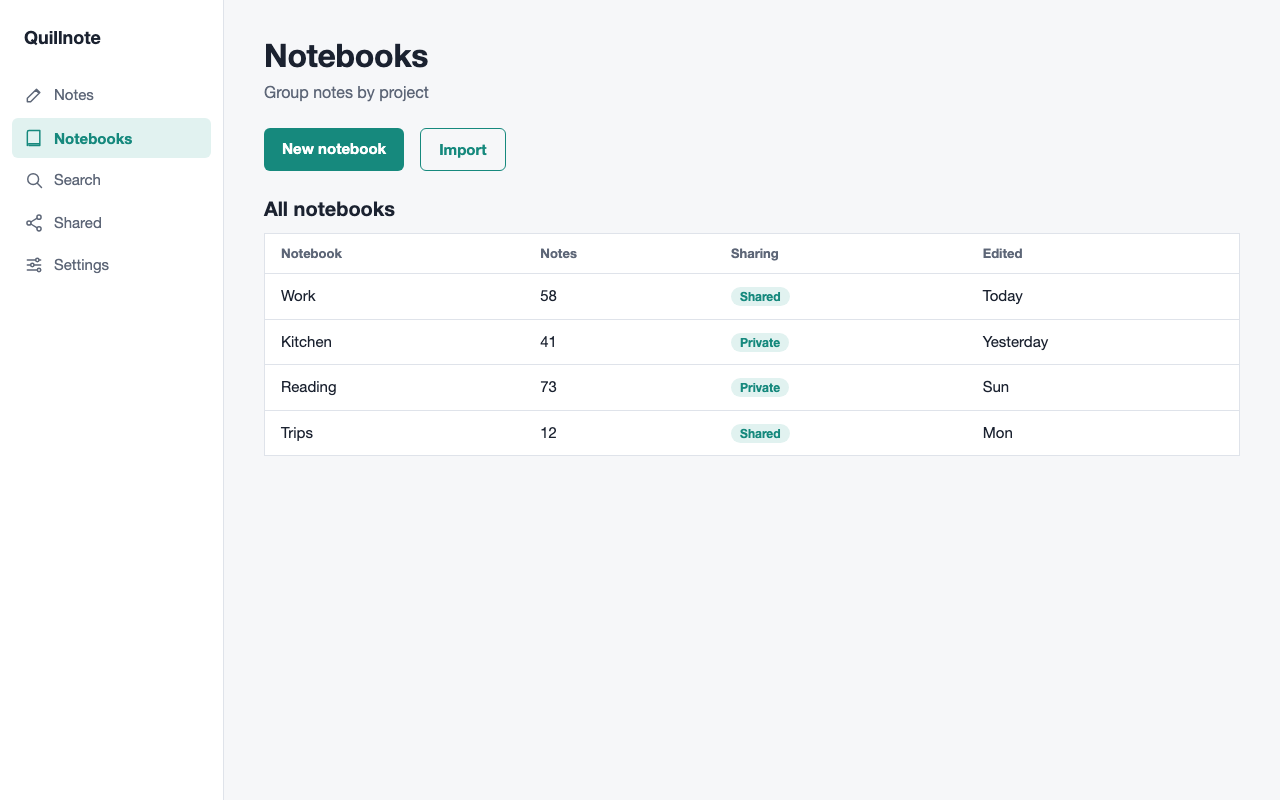 Quillnote
Notes
Notebooks
Search
Shared
Settings
Notebooks
Group notes by project
New notebook Import
All notebooks
Notebook Notes Sharing Edited
Work 58 Shared Today
Kitchen 41 Private Yesterday
Reading 73 Private Sun
Trips 12 Shared Mon